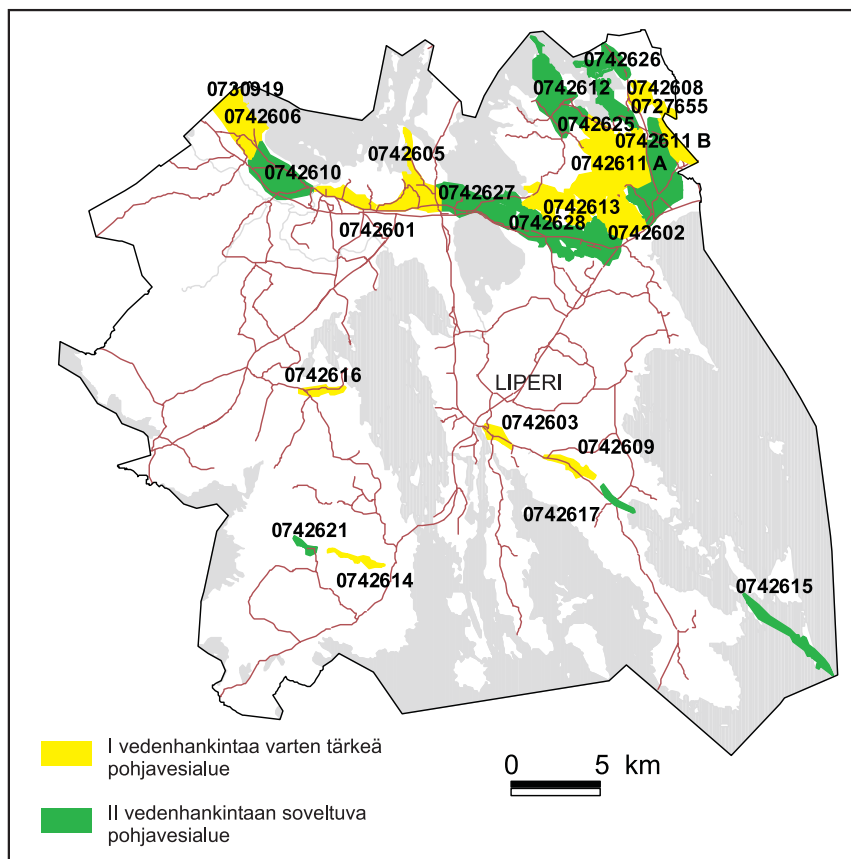 0742626
0730919
0742612
0742608
0742606
0727655
0742625
0742611 B
0742605
0742611 A
0742610
0742627
0742613
0742601
0742628
0742602
LIPERI
0742616
0742603
0742609
0742617
0742621
0742614
0742615
I vedenhankintaa varten tärkeä
pohjavesialue
0 5 km
II vedenhankintaan soveltuva
pohjavesialue